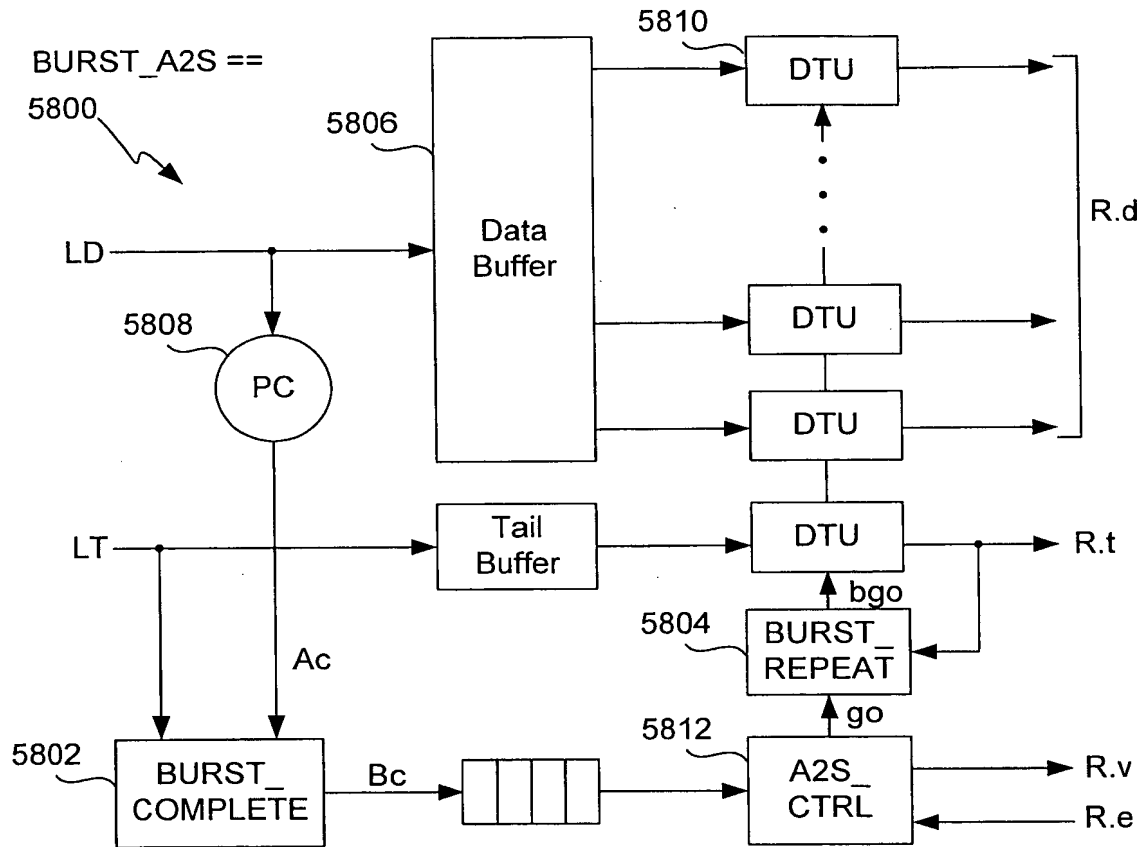 BURST_A2S ==
5800
5806
5810
DTU
Data
Buffer
R.d
LD
5808
PC
DTU
DTU
LT
Tail
Buffer
DTU
R.t
bgo
5804
BURST_
REPEAT
Ac
go
5802
BURST_
COMPLETE
Bc
5812
A2S_
CTRL
R.v
R.e